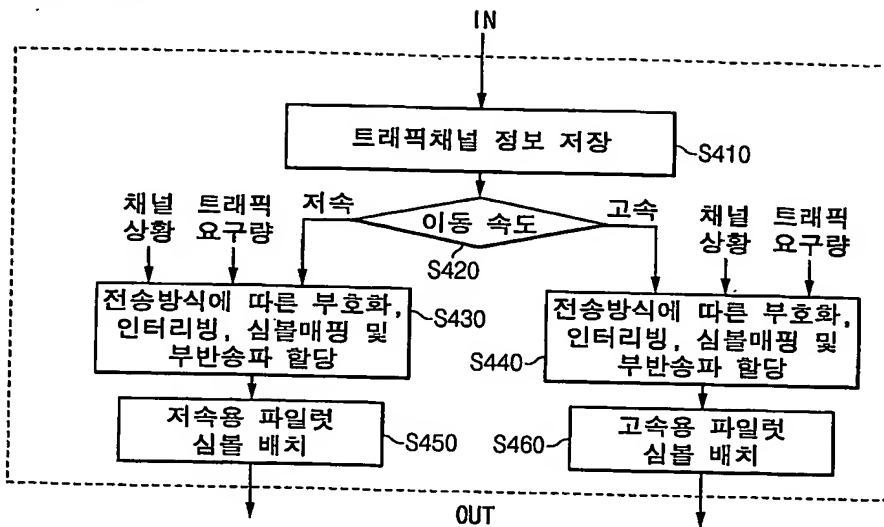 IN
트래픽채널 정보 저장
S410
저속
이동 속도
고속
S420
채널
상황
트래픽
요구량
채널
상황
트래픽
요구량
전송방식에 따른 부호화,
인터리빙, 심볼매핑 및
부반송파 할당
S430
전송방식에 따른 부호화,
인터리빙, 심볼매핑 및
부반송파 할당
S440
저속용 파일럿
심볼 배치
S450
고속용 파일럿
심볼 배치
S460
OUT